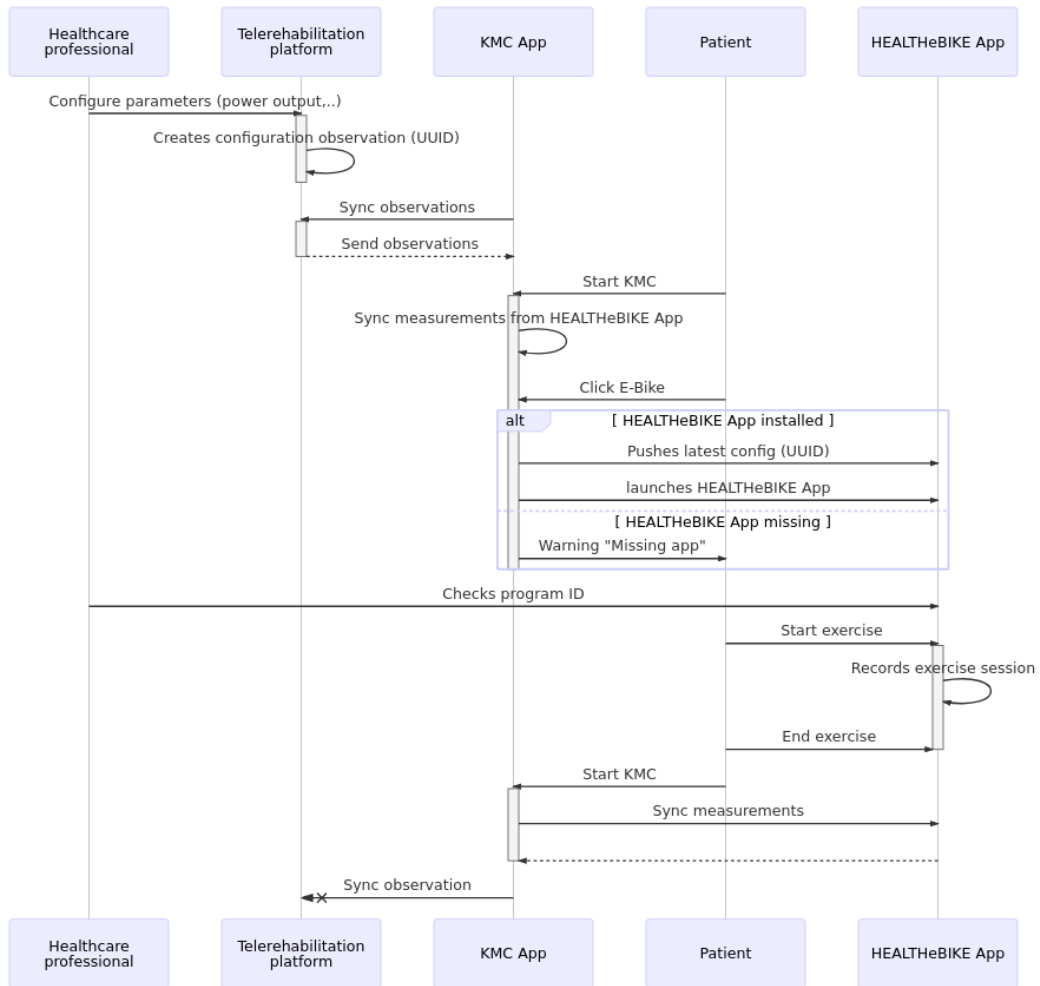 Healthcare
professional
Telerehabilitation
platform
KMC App
Patient
HEALTHeBIKE App
Configure parameters (power output,..)
Creates configuration observation (UUID)
Sync observations
Send observations
Start KMC
Sync measurements from HEALTHeBIKE App
Click E-Bike
alt
[ HEALTHeBIKE App installed ]
Pushes latest config (UUID)
launches HEALTHeBIKE App
[ HEALTHeBIKE App missing ]
Warning "Missing app"
Checks program ID
Start exercise
Records exercise session
End exercise
Start KMC
Sync measurements
Sync observation
Healthcare
professional
Telerehabilitation
platform
KMC App
Patient
HEALTHeBIKE App